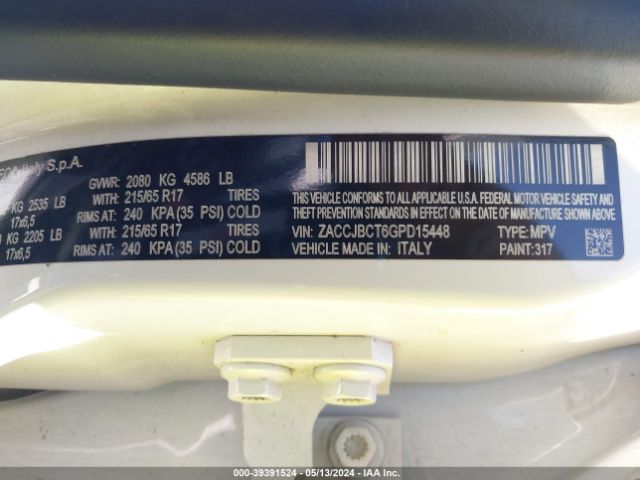 FCA Italy S.p.A.
GVWR: 2080 KG 4586 LB
KG 2535 LB WITH: 215/65 R17 TIRES
17x6,5 RIMS AT: 240 KPA (35 PSI) COLD
KG 2205 LB WITH: 215/65 R17 TIRES
17x6,5 RIMS AT: 240 KPA (35 PSI) COLD
THIS VEHICLE CONFORMS TO ALL APPLICABLE U.S.A. FEDERAL MOTOR
VEHICLE SAFETY, BUMPER, AND THEFT PREVENTION STANDARDS IN
EFFECT ON THE DATE OF MANUFACTURE SHOWN ABOVE.
VIN: ZACCJBCT6GPD15448 TYPE: MPV
VEHICLE MADE IN: ITALY PAINT: 317
000-39391524 - 05/13/2024 - IAA Inc.